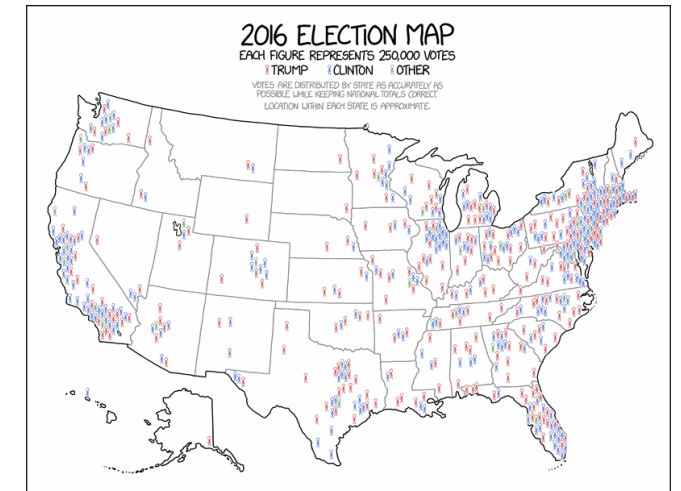 2016 ELECTION MAP
EACH FIGURE REPRESENTS 250,000 VOTES
TRUMP CLINTON OTHER
VOTES ARE DISTRIBUTED BY STATE AS ACCURATELY AS
POSSIBLE WHILE KEEPING NATIONAL TOTALS CORRECT.
LOCATION WITHIN EACH STATE IS APPROXIMATE.